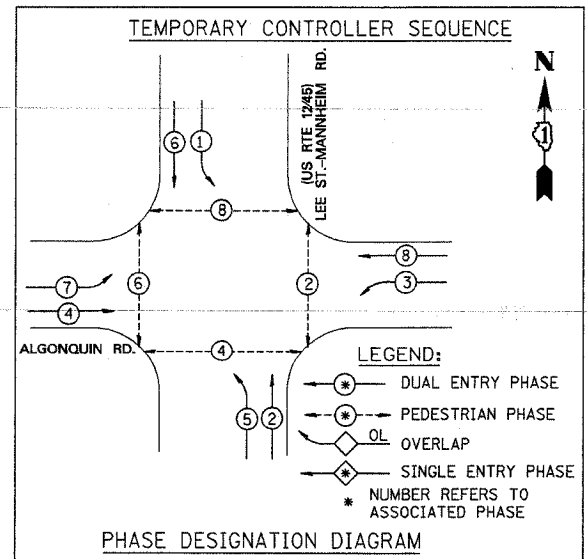 TEMPORARY CONTROLLER SEQUENCE
(US RTE 12/45)
LEE ST.-MANNHEIM RD.
N
1
6
1
8
8
3
7
4
6
2
4
5
2
ALGONQUIN RD.
LEGEND:
* DUAL ENTRY PHASE
* PEDESTRIAN PHASE
OL OVERLAP
* SINGLE ENTRY PHASE
* NUMBER REFERS TO
ASSOCIATED PHASE
PHASE DESIGNATION DIAGRAM